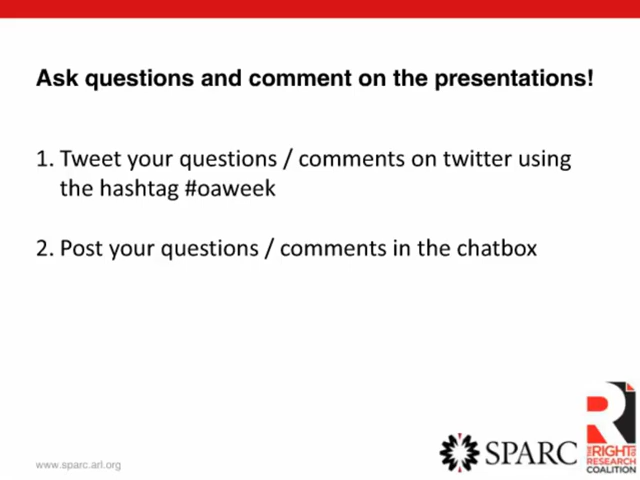 Ask questions and comment on the presentations!
1. Tweet your questions / comments on twitter using
the hashtag #oaweek
2. Post your questions / comments in the chatbox
www.sparc.arl.org
SPARC
R
THE RIGHT TO
RESEARCH
COALITION